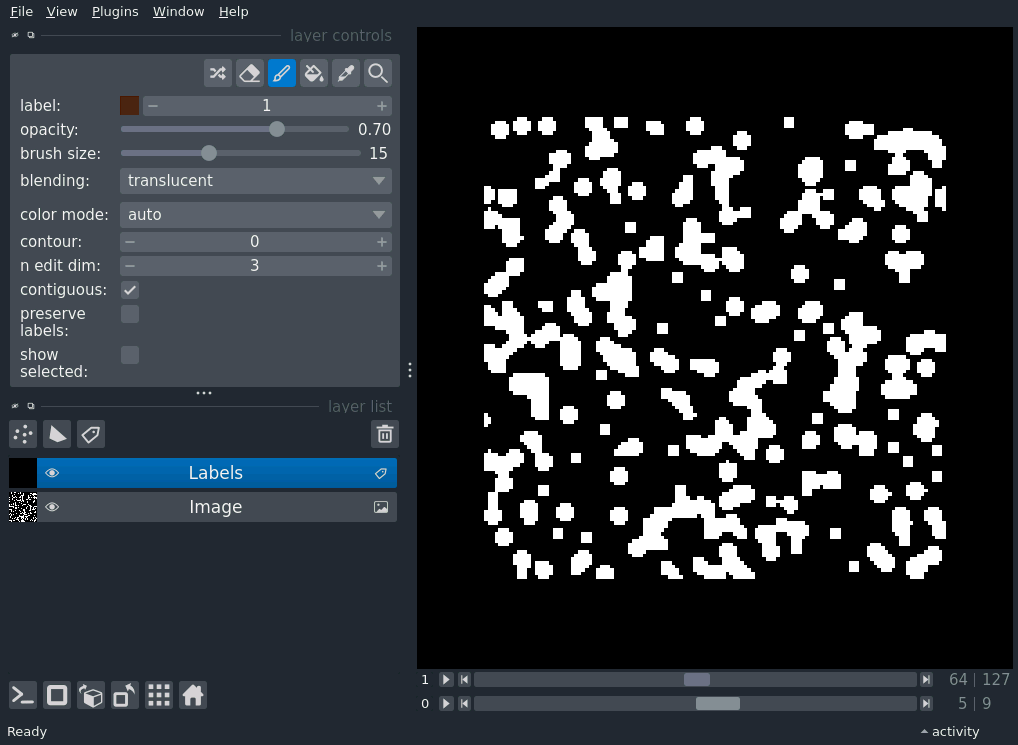 File View Plugins Window Help
layer controls
label: 1
opacity: 0.70
brush size: 15
blending: translucent
color mode: auto
contour: 0
n edit dim: 3
contiguous:
preserve
labels:
show
selected:
layer list
Labels
Image
1 64 | 127
0 5 | 9
Ready activity